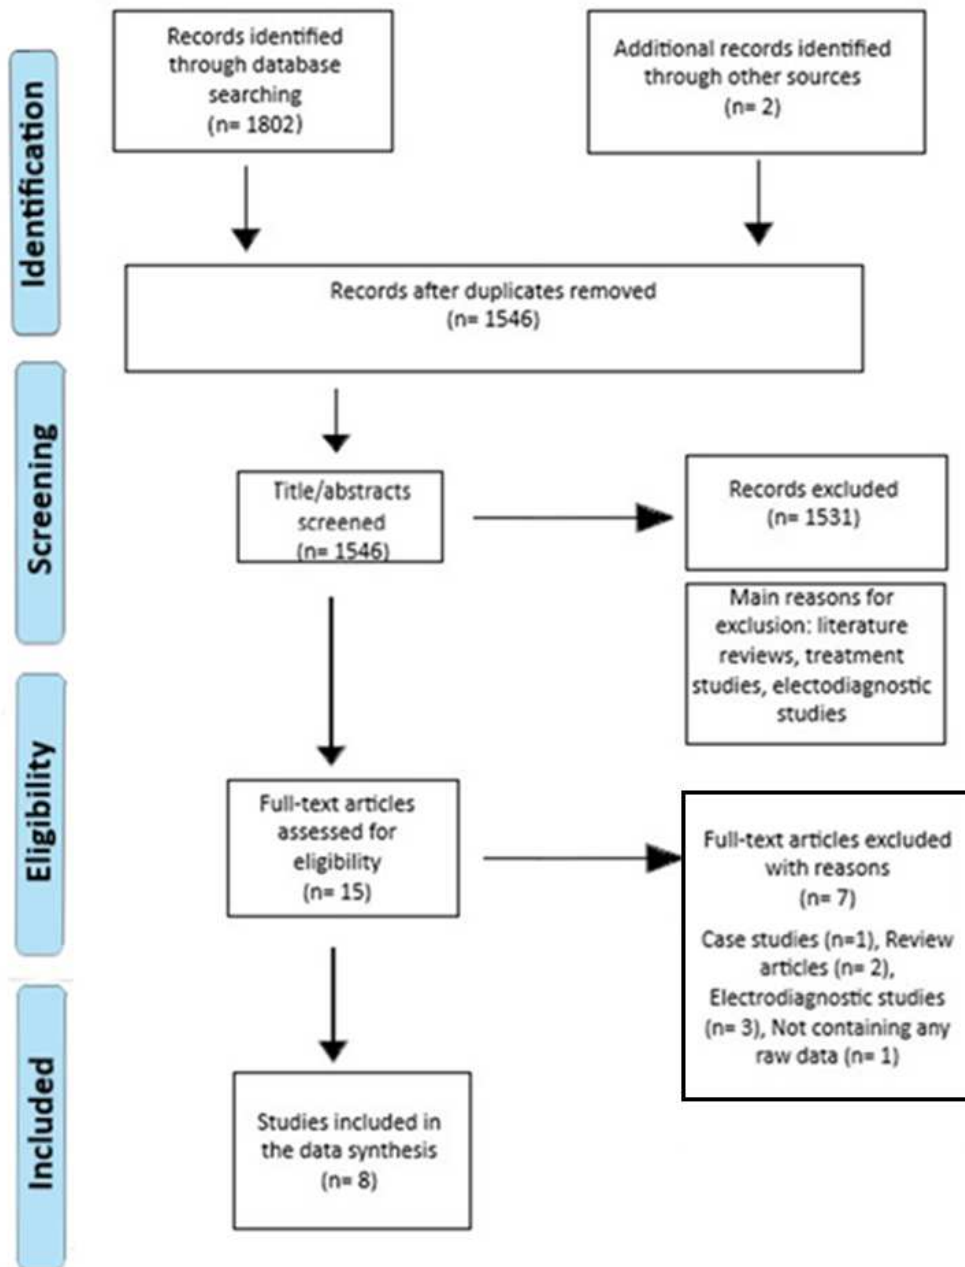 Identification
Records identified
through database
searching
(n= 1802)
Additional records identified
through other sources
(n= 2)
Records after duplicates removed
(n= 1546)
Screening
Title/abstracts
screened
(n= 1546)
Records excluded
(n= 1531)
Main reasons for
exclusion: literature
reviews, treatment
studies, electodiagnostic
studies
Eligibility
Full-text articles
assessed for
eligibility
(n= 15)
Full-text articles excluded
with reasons
(n= 7)
Case studies (n=1), Review
articles (n= 2),
Electrodiagnostic studies
(n= 3), Not containing any
raw data (n= 1)
Included
Studies included in
the data synthesis
(n= 8)